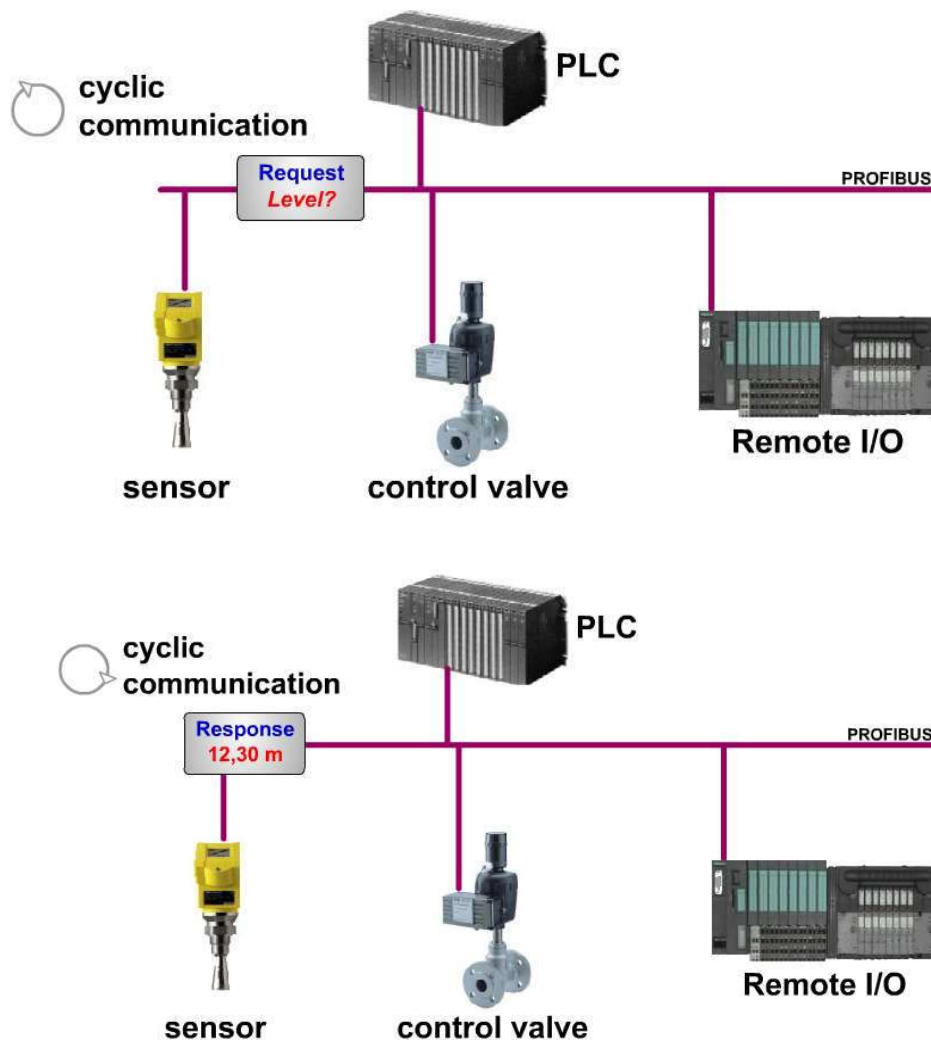 PLC
cyclic
communication
Request
Level?
PROFIBUS
Remote I/O
sensor
control valve
PLC
cyclic
communication
Response
12,30 m
PROFIBUS
Remote I/O
sensor
control valve